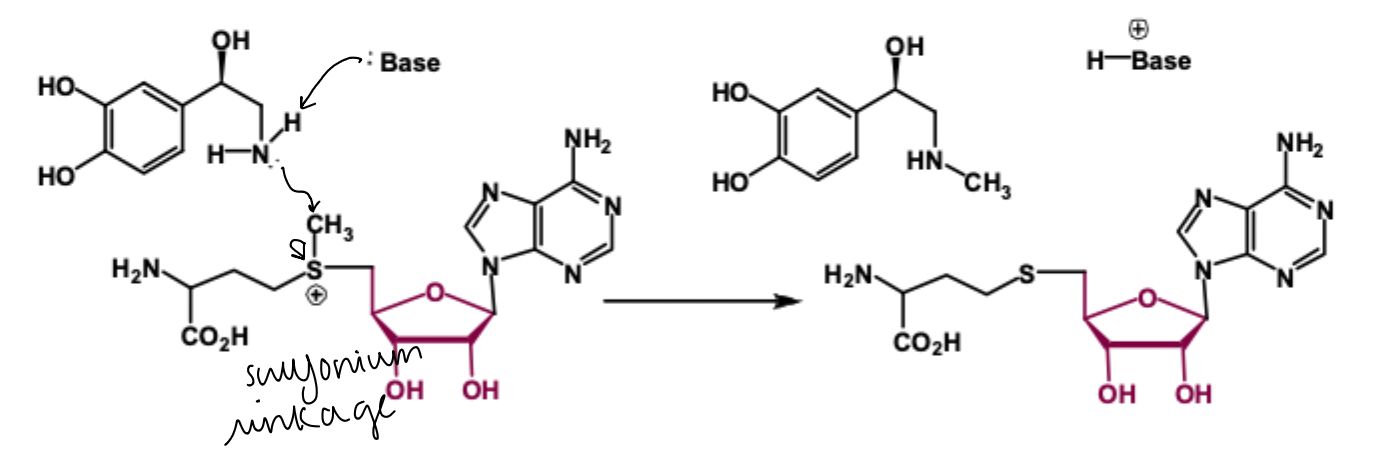 OH
:Base
HO
H
H–N:
HO
CH3
NH2
N
N
H2N
S
⊕
O
N
N
CO2H
OH
OH
sulfonium
linkage
OH
HO
HO
HN
CH3
⊕
H–Base
NH2
N
N
H2N
S
O
N
N
CO2H
OH
OH